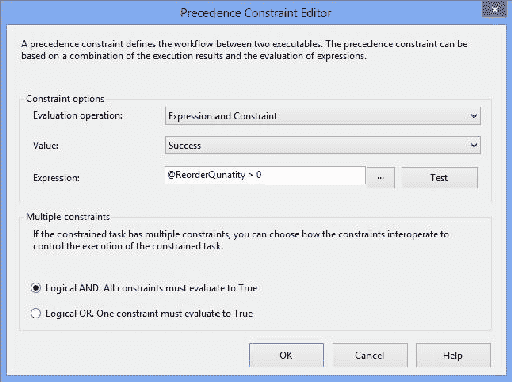 Precedence Constraint Editor
A precedence constraint defines the workflow between two executables. The precedence constraint can be
based on a combination of the execution results and the evaluation of expressions.
Constraint options
Evaluation operation: Expression and Constraint
Value: Success
Expression: @ReorderQunatity > 0 ... Test
Multiple constraints
If the constrained task has multiple constraints, you can choose how the constraints interoperate to
control the execution of the constrained task.
Logical AND. All constraints must evaluate to True
Logical OR. One constraint must evaluate to True
OK Cancel Help